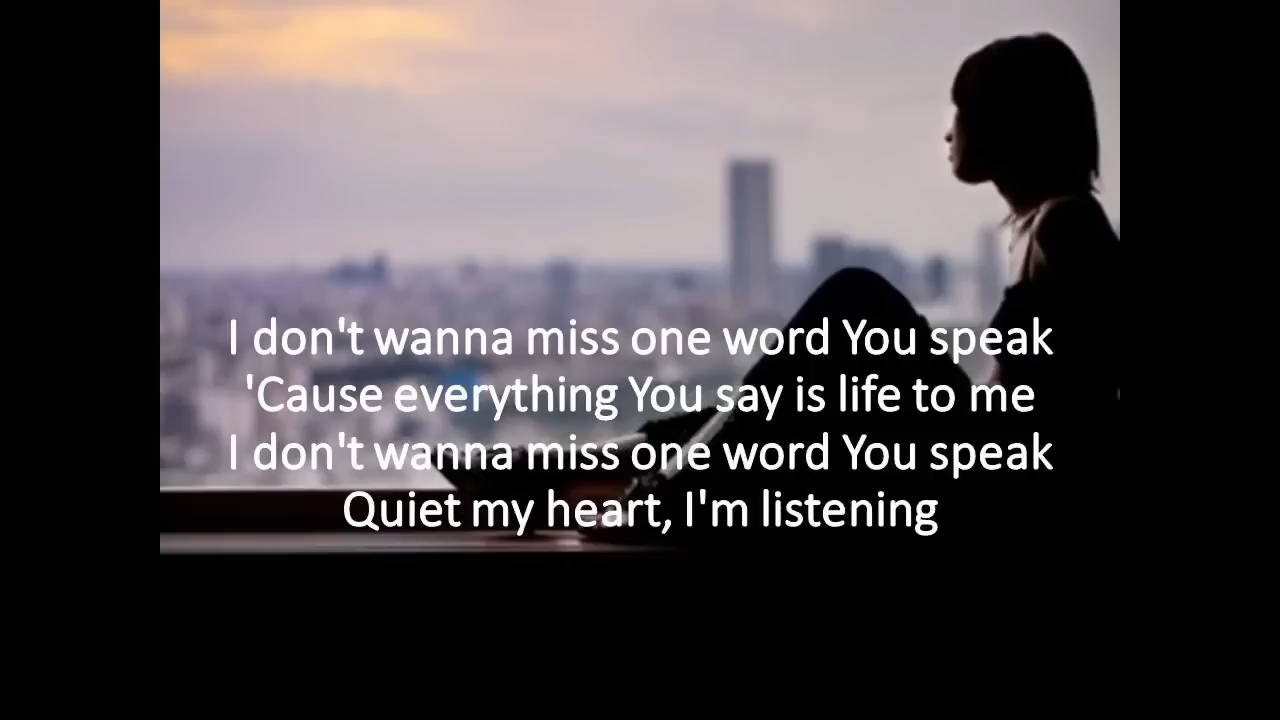 I don't wanna miss one word You speak
'Cause everything You say is life to me
I don't wanna miss one word You speak
Quiet my heart, I'm listening